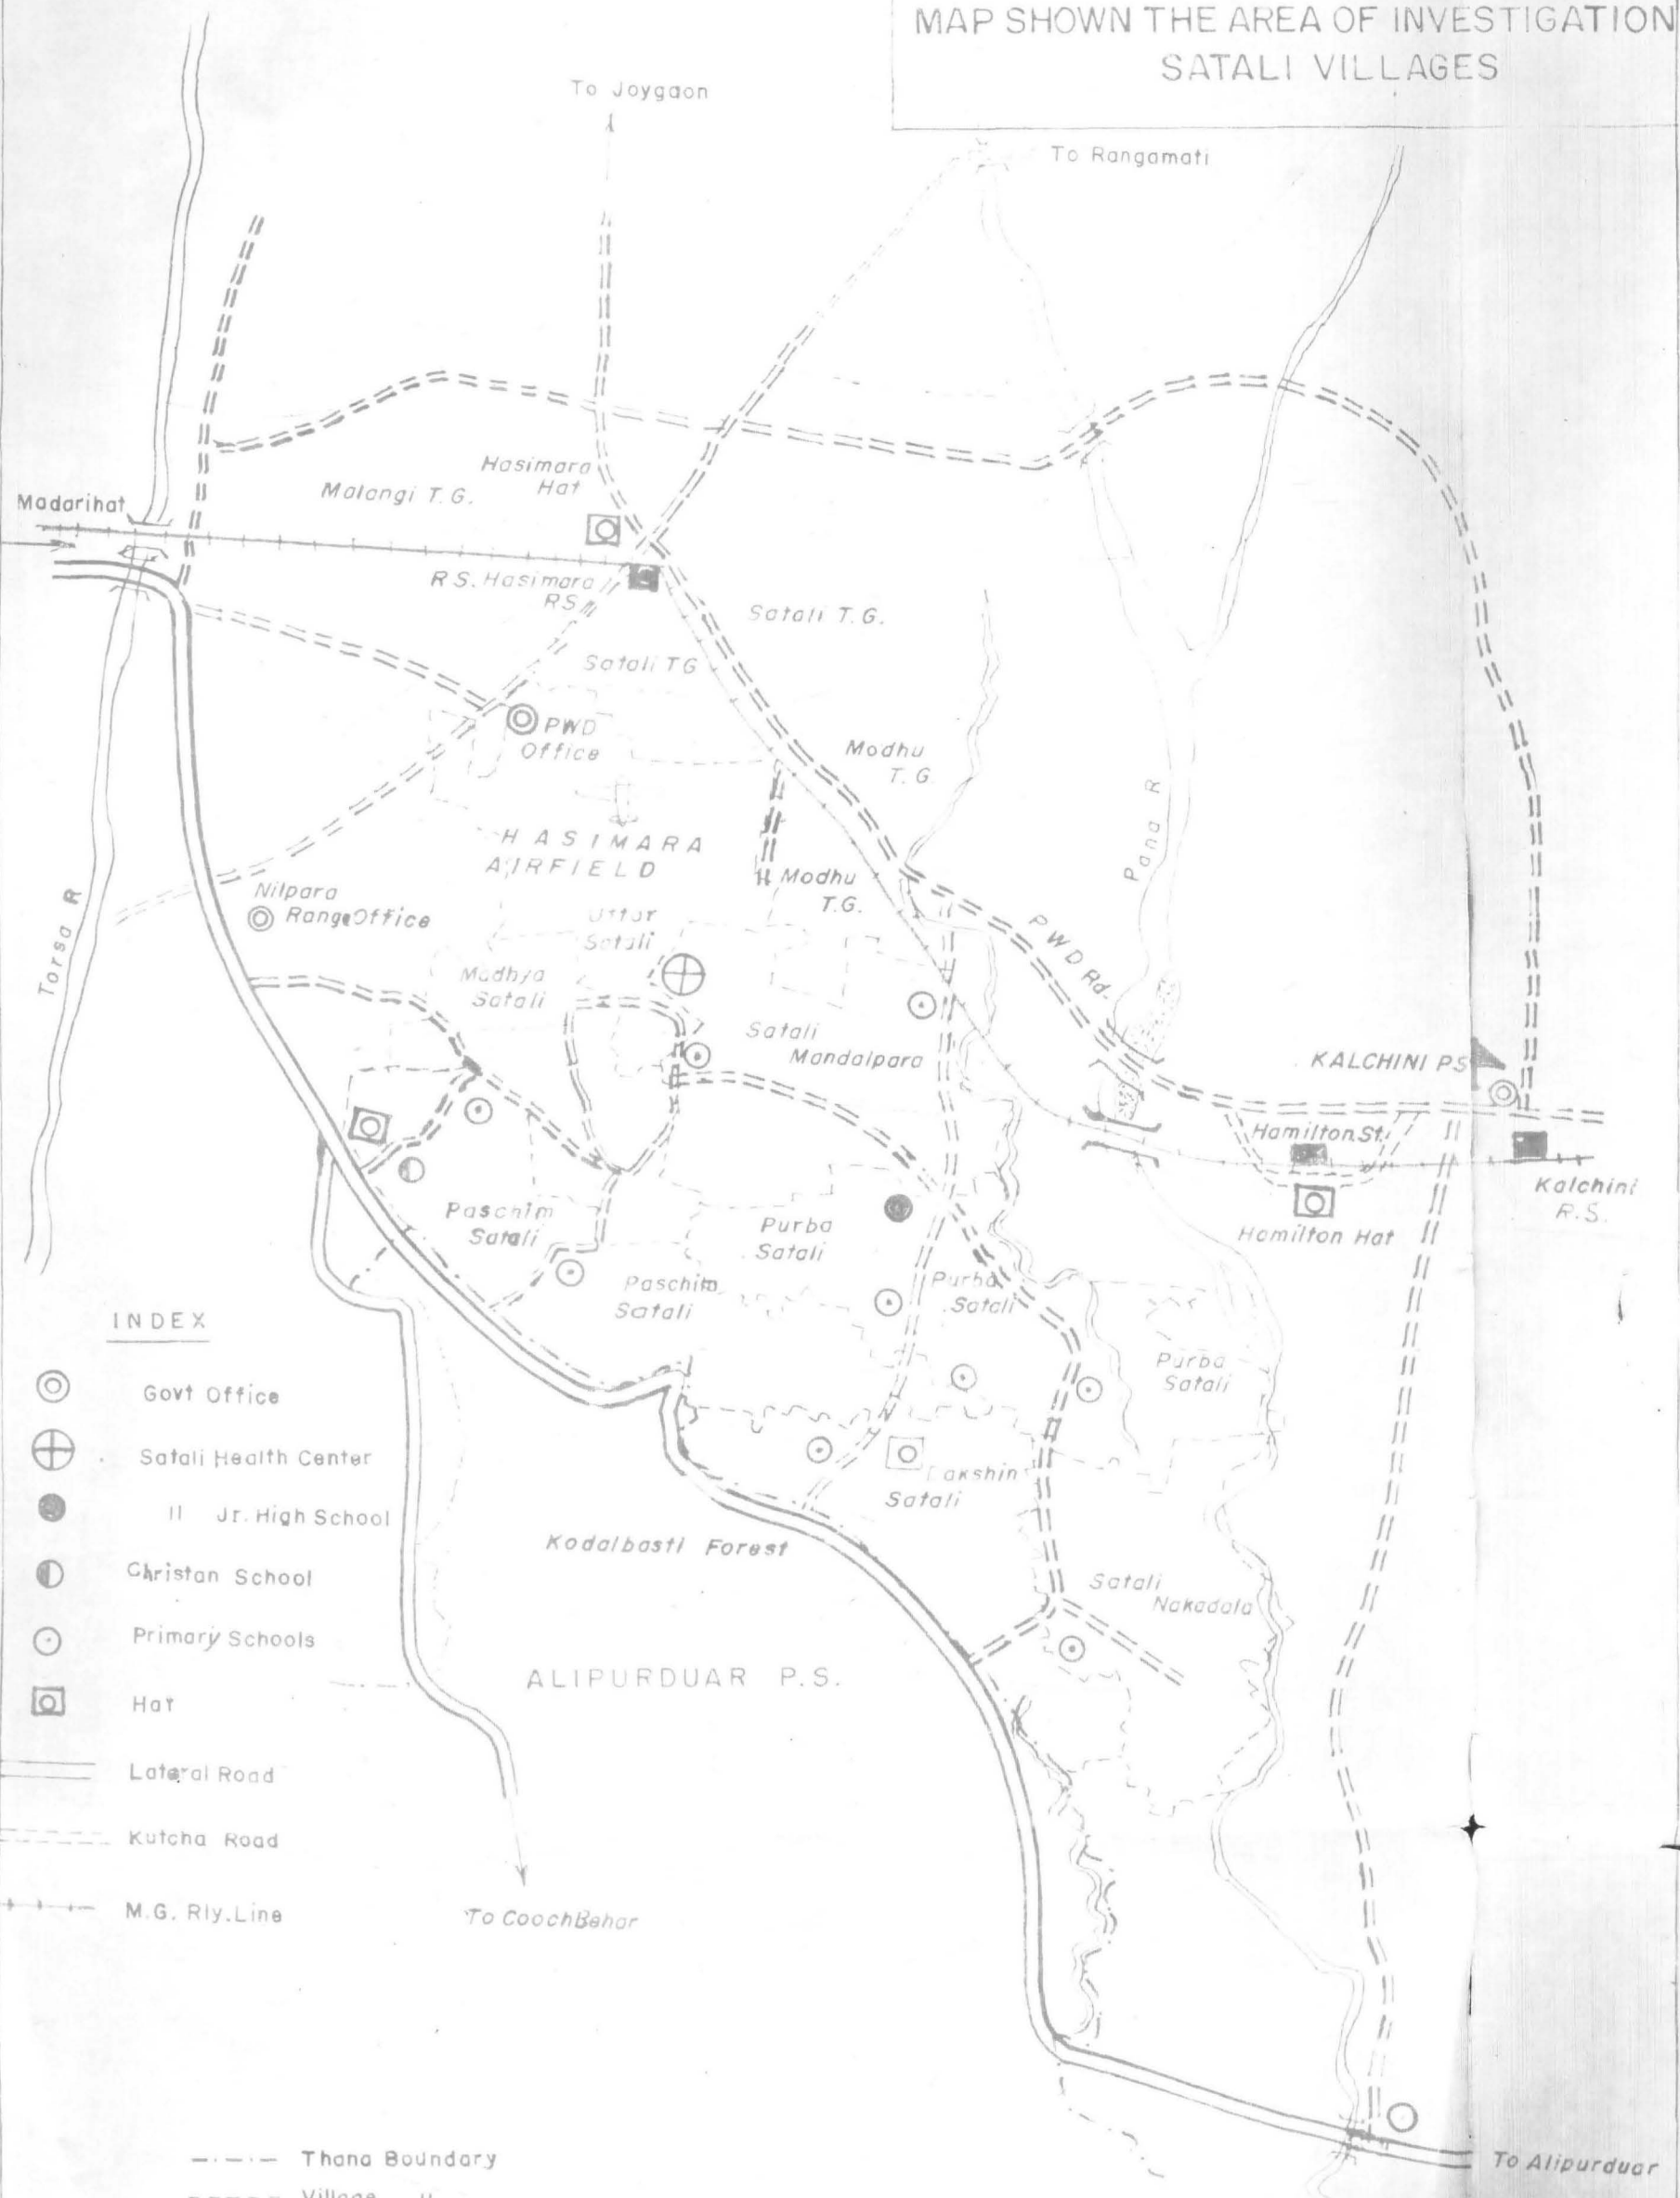 MAP SHOWN THE AREA OF INVESTIGATION
SATALI VILLAGES
To Joygaon
To Rangamati
Hasimara
Hat
Malangi T.G.
Madarihat
R.S. Hasimara
RS
Satali T.G.
Satali TG
PWD
Office
Modhu
T.G.
HASIMARA
AIRFIELD
Modhu
T.G.
Pana R
Nilpara
Range Office
Torsa R
Uttar
Satali
Madhya
Satali
PWD Rd.
Satali
Mandalpara
KALCHINI PS
Hamilton St.
Kalchini
R.S.
Hamilton Hat
Paschim
Satali
Purba
Satali
Paschim
Satali
Purba
Satali
Purba
Satali
Dakshin
Satali
Kodalbasti Forest
Satali
Nakadala
ALIPURDUAR P.S.
To CoochBehar
To Alipurduar
INDEX
Govt Office
Satali Health Center
11 Jr. High School
Christan School
Primary Schools
Hat
Lateral Road
Kutcha Road
M.G. Rly. Line
Thana Boundary
Village "